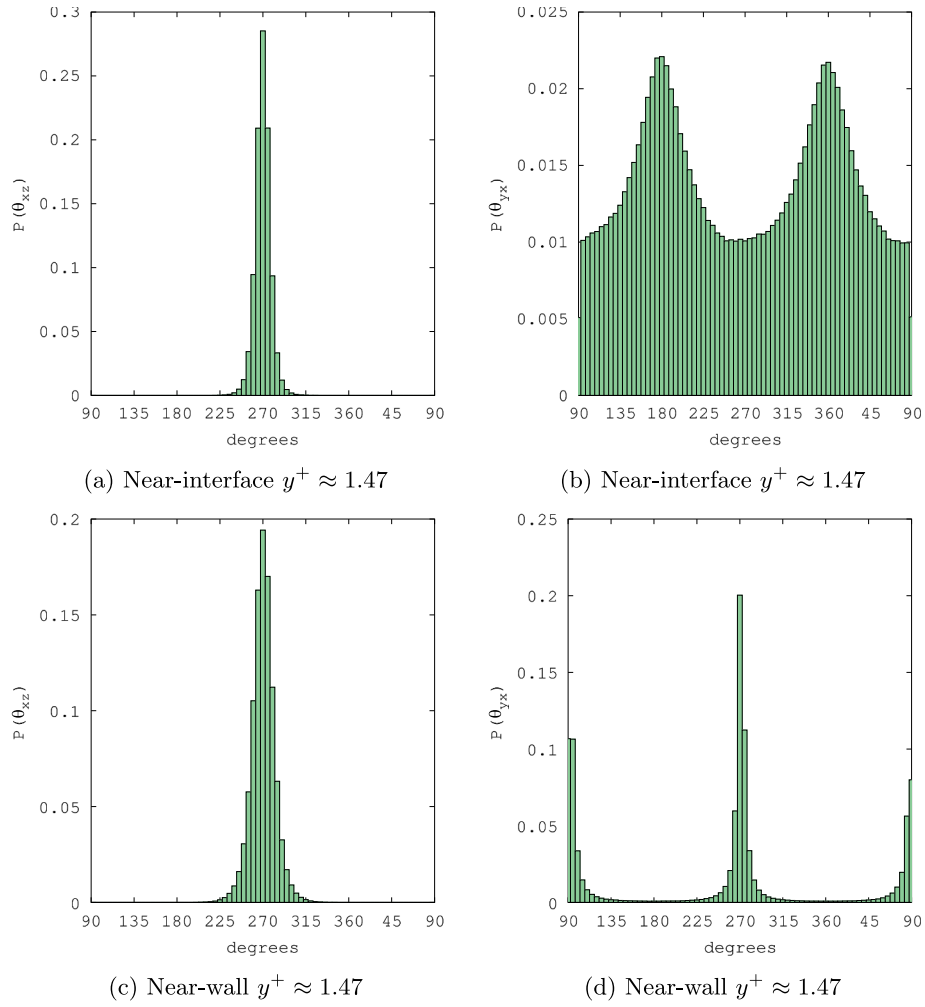 0.3
0.25
0.2
0.15
0.1
0.05
0
P(θxz)
90 135 180 225 270 315 360 45 90
degrees
(a) Near-interface y+ ≈ 1.47
0.025
0.02
0.015
0.01
0.005
0
P(θyx)
90 135 180 225 270 315 360 45 90
degrees
(b) Near-interface y+ ≈ 1.47
0.2
0.15
0.1
0.05
0
P(θxz)
90 135 180 225 270 315 360 45 90
degrees
(c) Near-wall y+ ≈ 1.47
0.25
0.2
0.15
0.1
0.05
0
P(θyx)
90 135 180 225 270 315 360 45 90
degrees
(d) Near-wall y+ ≈ 1.47